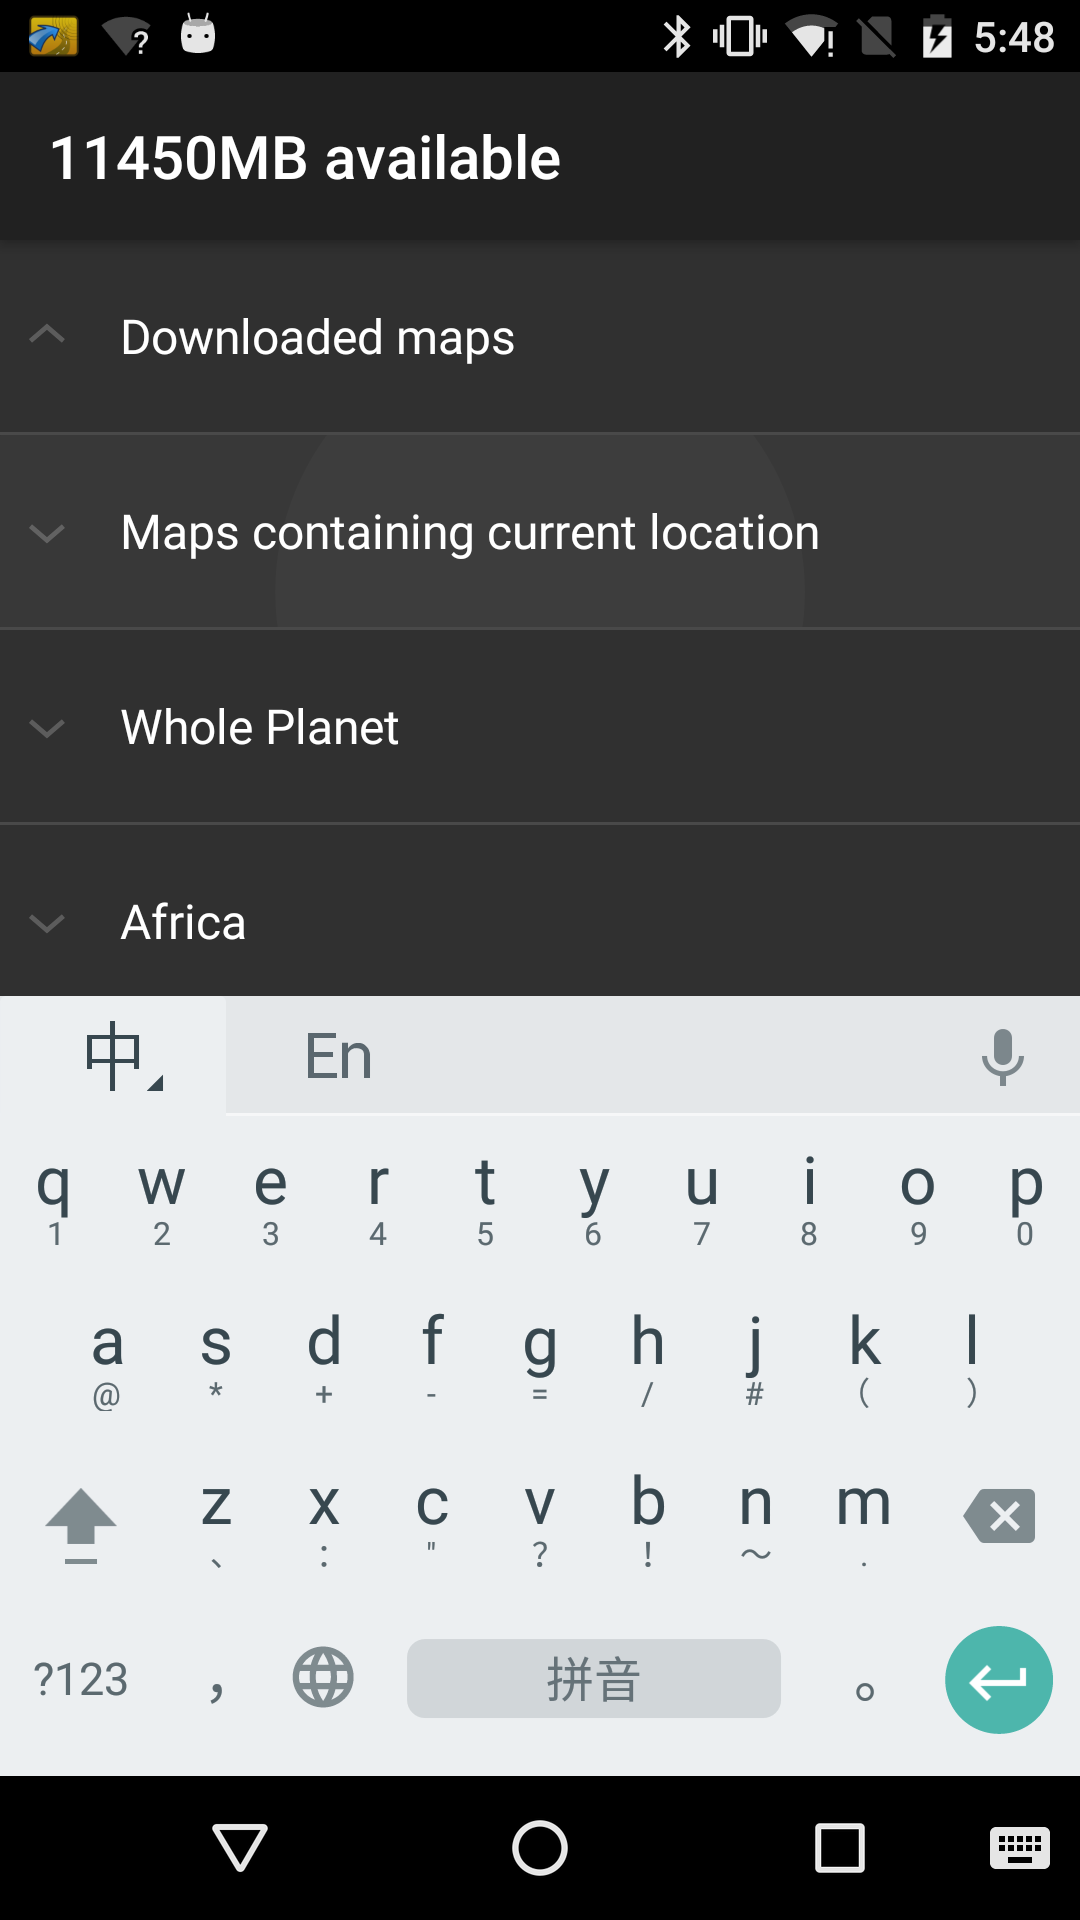 5:48
11450MB available
Downloaded maps
Maps containing current location
Whole Planet
Africa
中 En
q w e r t y u i o p
1 2 3 4 5 6 7 8 9 0
a s d f g h j k l
@ * + - = / # ( )
z x c v b n m
、 : " ? ! ～ .
?123 , 拼音 。